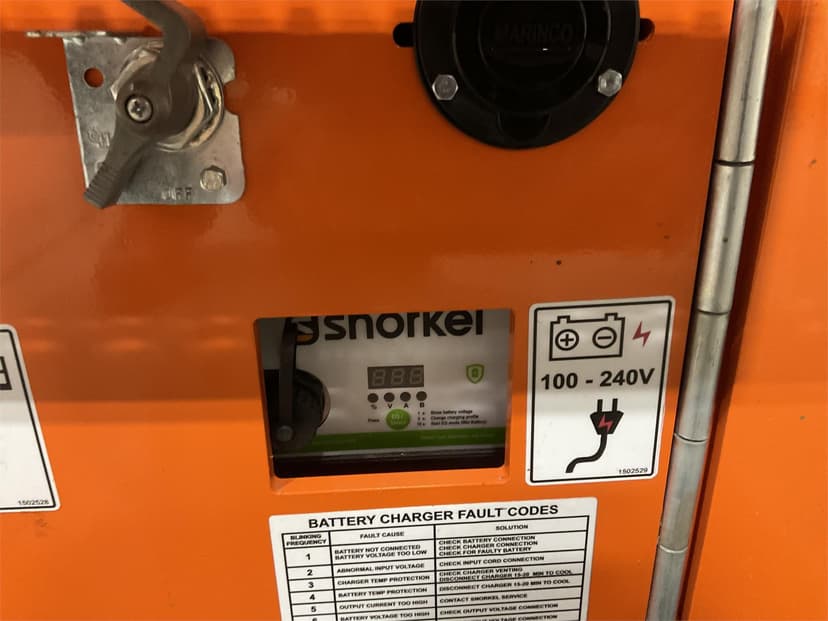 MARINCO
OFF
snorkel
% V A B
Press
1 s: Show battery voltage
5 s: Change charging profile
10 s: Start EQ mode (Wet Battery)
100 - 240V
1502529
1502528
BATTERY CHARGER FAULT CODES
BLINKING FREQUENCY FAULT CAUSE SOLUTION
1 BATTERY NOT CONNECTED CHECK BATTERY CONNECTION
BATTERY VOLTAGE TOO LOW CHECK CHARGER CONNECTION
CHECK FOR FAULTY BATTERY
2 ABNORMAL INPUT VOLTAGE CHECK INPUT CORD CONNECTION
3 CHARGER TEMP PROTECTION CHECK CHARGER VENTING
DISCONNECT CHARGER 15-20 MIN TO COOL
4 BATTERY TEMP PROTECTION DISCONNECT CHARGER 15-20 MIN TO COOL
5 OUTPUT CURRENT TOO HIGH CONTACT SNORKEL SERVICE
6 BATTERY VOLTAGE TOO HIGH CHECK OUTPUT VOLTAGE CONNECTION